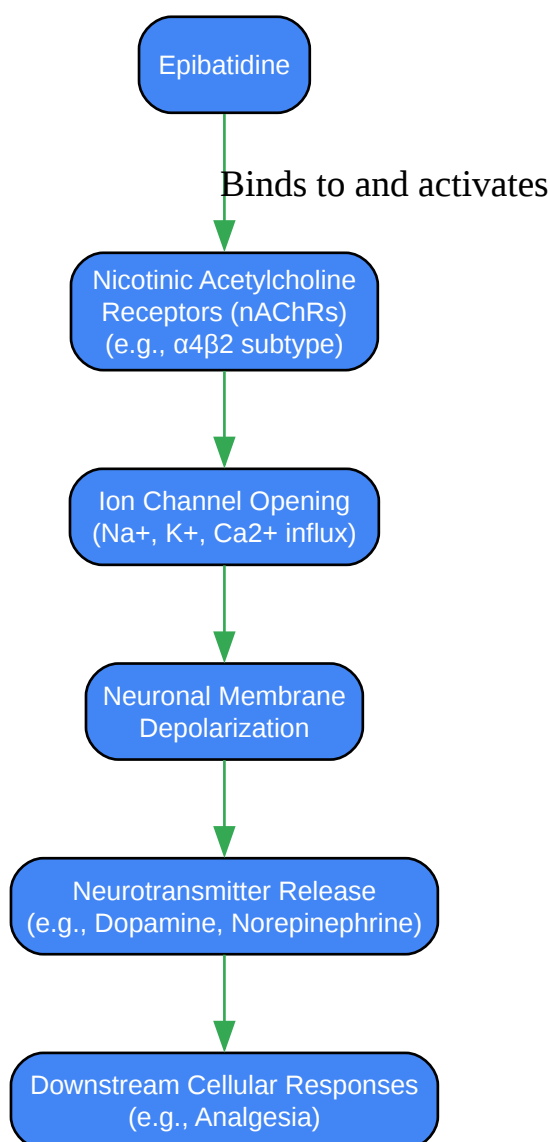 Epibatidine
Binds to and activates
Nicotinic Acetylcholine
Receptors (nAChRs)
(e.g., α4β2 subtype)
Ion Channel Opening
(Na+, K+, Ca2+ influx)
Neuronal Membrane
Depolarization
Neurotransmitter Release
(e.g., Dopamine, Norepinephrine)
Downstream Cellular Responses
(e.g., Analgesia)